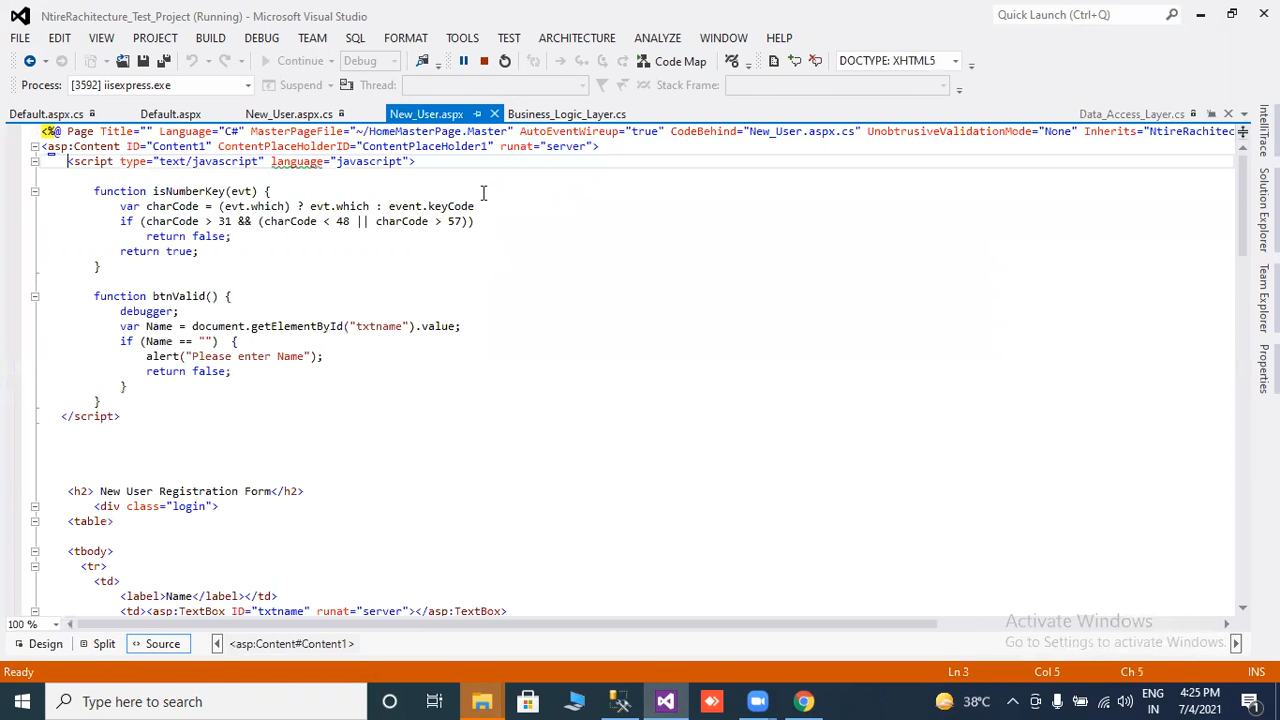 NtireRachitecture_Test_Project (Running) - Microsoft Visual Studio
Quick Launch (Ctrl+Q)
FILE EDIT VIEW PROJECT BUILD DEBUG TEAM SQL FORMAT TOOLS TEST ARCHITECTURE ANALYZE WINDOW HELP
Continue Debug Code Map DOCTYPE: XHTML5
Process: [3592] iisexpress.exe Suspend Thread: Stack Frame:
Default.aspx.cs Default.aspx New_User.aspx.cs New_User.aspx Business_Logic_Layer.cs Data_Access_Layer.cs
<%@ Page Title="" Language="C#" MasterPageFile="~/HomeMasterPage.Master" AutoEventWireup="true" CodeBehind="New_User.aspx.cs" UnobtrusiveValidationMode="None" Inherits="NtireRachitec
<asp:Content ID="Content1" ContentPlaceHolderID="ContentPlaceHolder1" runat="server">
<script type="text/javascript" language="javascript">
function isNumberKey(evt) {
var charCode = (evt.which) ? evt.which : event.keyCode
if (charCode > 31 && (charCode < 48 || charCode > 57))
return false;
return true;
}
function btnValid() {
debugger;
var Name = document.getElementById("txtname").value;
if (Name == "") {
alert("Please enter Name");
return false;
}
}
</script>
<h2> New User Registration Form</h2>
<div class="login">
<table>
<tbody>
<tr>
<td>
<label>Name</label></td>
<td><asp:TextBox ID="txtname" runat="server"></asp:TextBox>
IntelliTrace
Solution Explorer
Team Explorer
Properties
100 %
Activate Windows
Go to Settings to activate Windows.
Design Split Source <asp:Content#Content1>
Ready Ln 3 Col 5 Ch 5 INS
Type here to search
38°C
ENG
IN
4:25 PM
7/4/2021
1